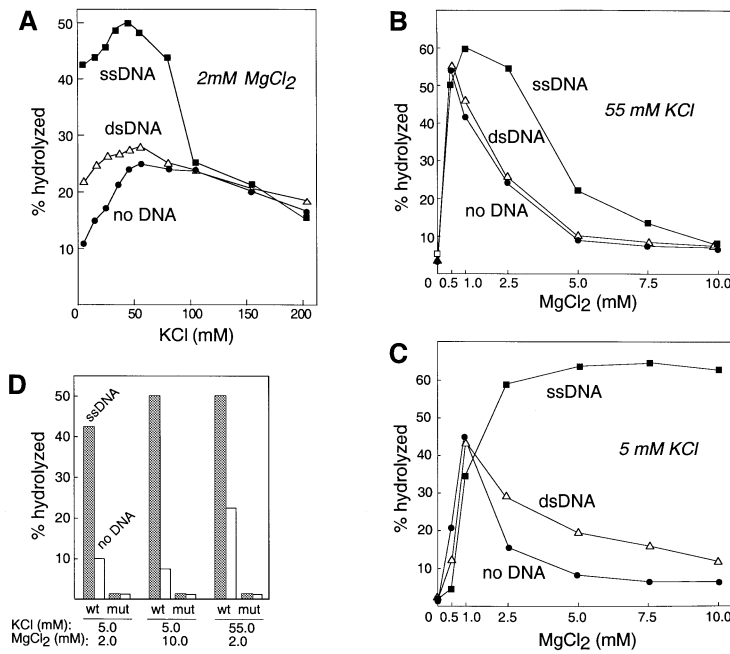 A
50
40
30
20
10
% hydrolyzed
ssDNA
2mM MgCl2
dsDNA
no DNA
0 50 100 150 200
KCl (mM)
B
60
50
40
30
20
10
% hydrolyzed
ssDNA
55 mM KCl
dsDNA
no DNA
0 0.5 1.0 2.5 5.0 7.5 10.0
MgCl2 (mM)
C
60
50
40
30
20
10
% hydrolyzed
ssDNA
5 mM KCl
dsDNA
no DNA
0 0.5 1.0 2.5 5.0 7.5 10.0
MgCl2 (mM)
D
50
40
30
20
10
% hydrolyzed
ssDNA
no DNA
wt mut wt mut wt mut
KCl (mM): 5.0 5.0 55.0
MgCl2 (mM): 2.0 10.0 2.0